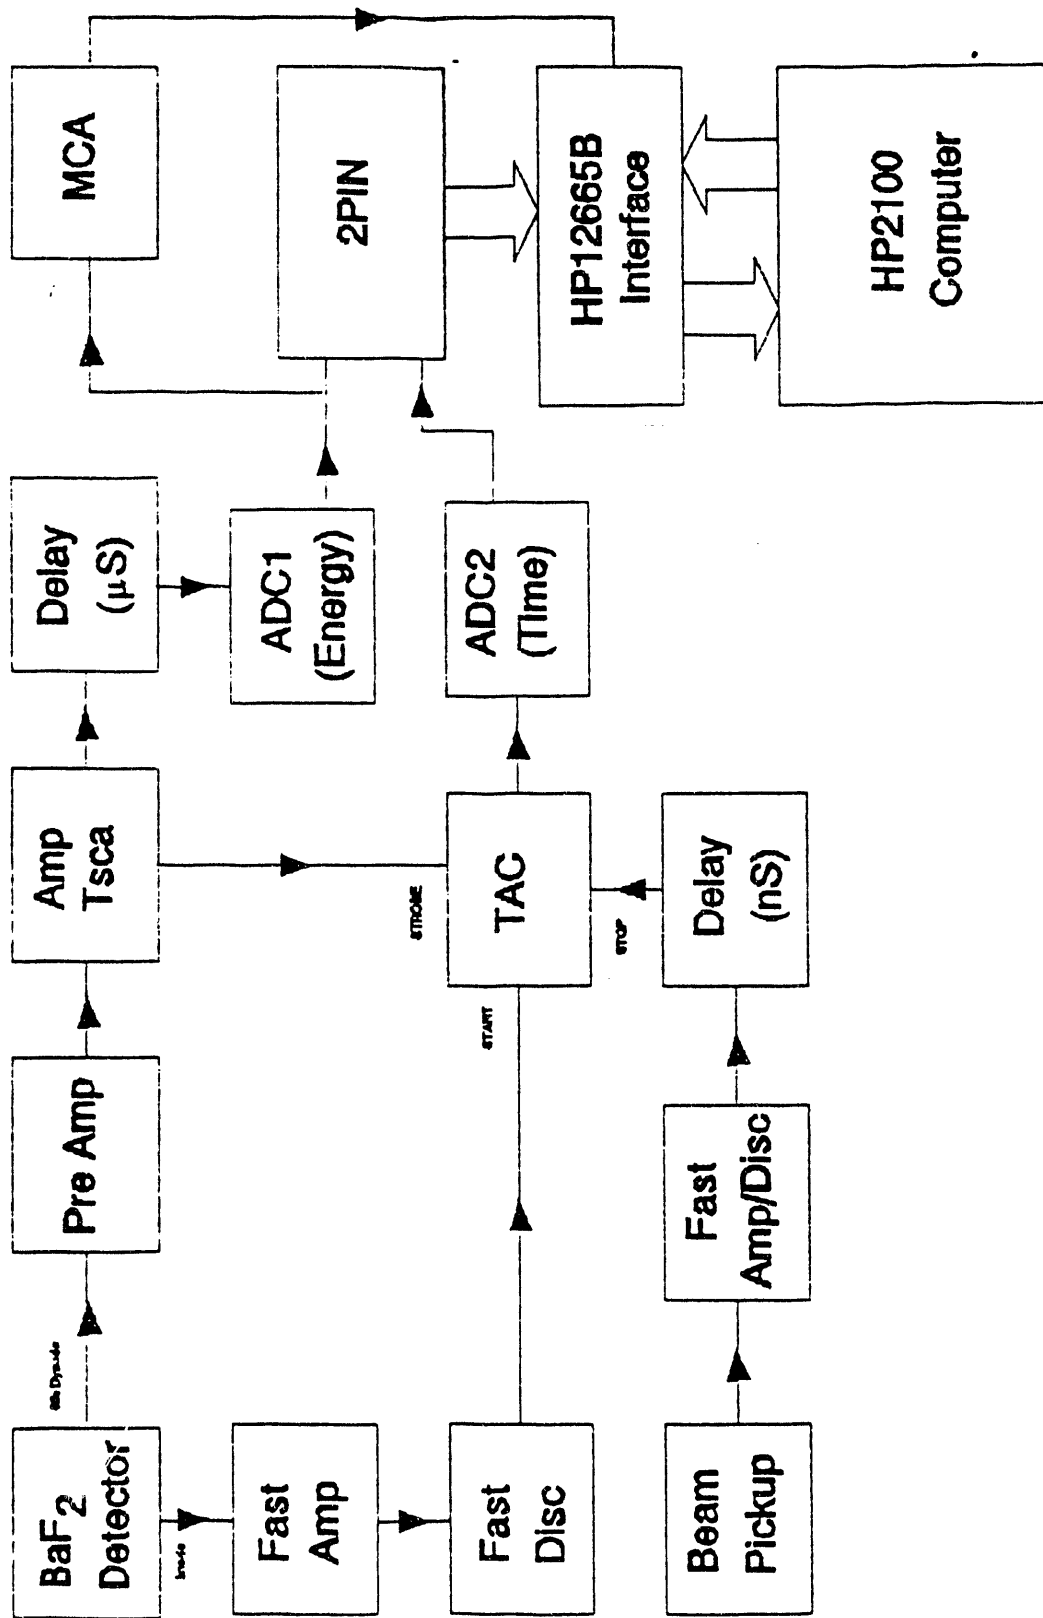 BaF2
Detector
Pre Amp
Amp
Tsca
Delay
(µS)
MCA
Anode
Fast
Amp
ADC1
(Energy)
2PIN
Fast
Disc
START
STROBE
TAC
ADC2
(Time)
HP12665B
Interface
STOP
Beam
Pickup
Fast
Amp/Disc
Delay
(nS)
HP2100
Computer